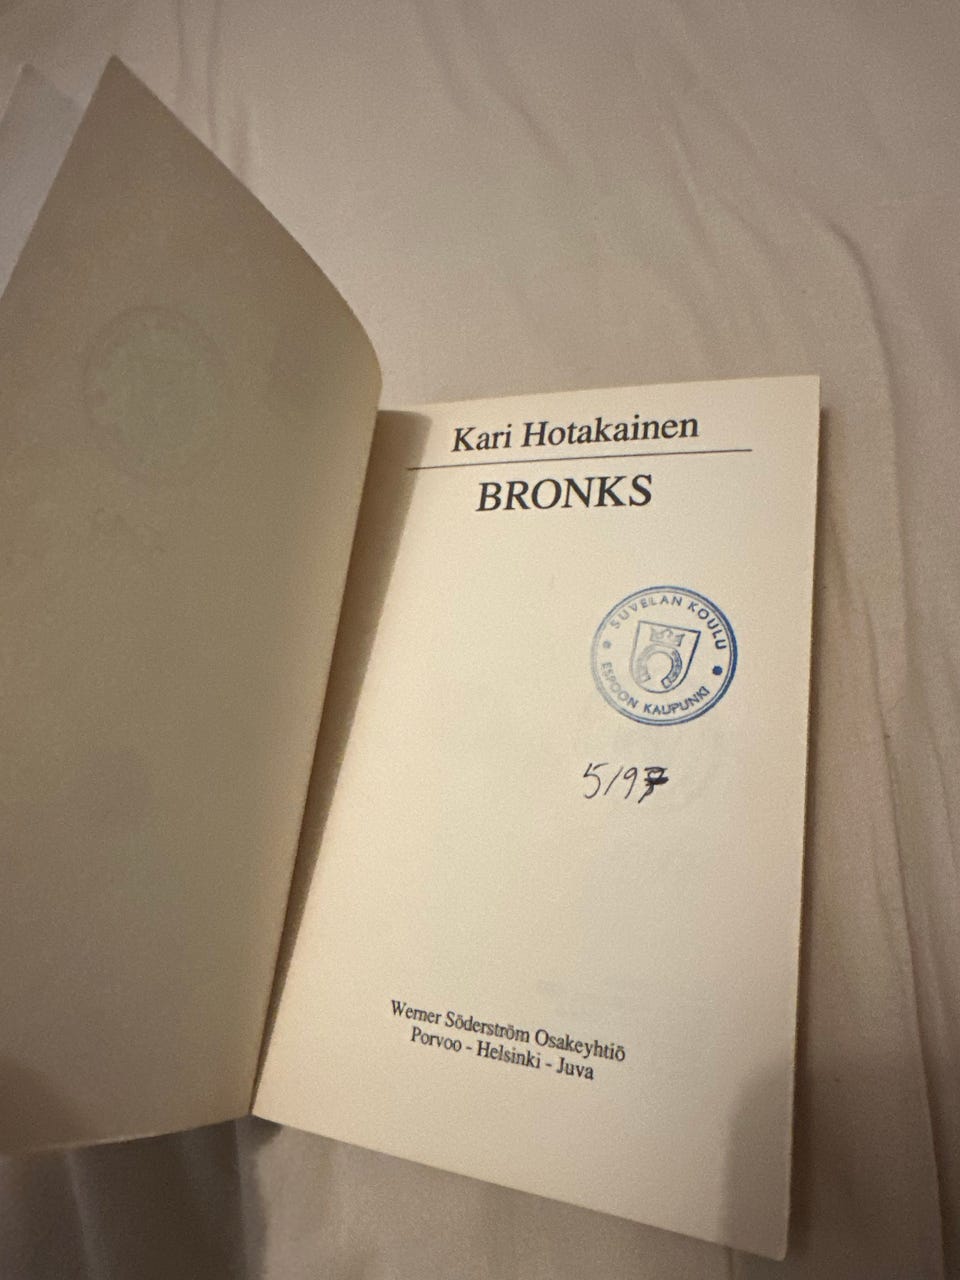 Kari Hotakainen
BRONKS
SUVELAN KOULU
ESPOON KAUPUNKI
5/97
Werner Söderström Osakeyhtiö
Porvoo - Helsinki - Juva